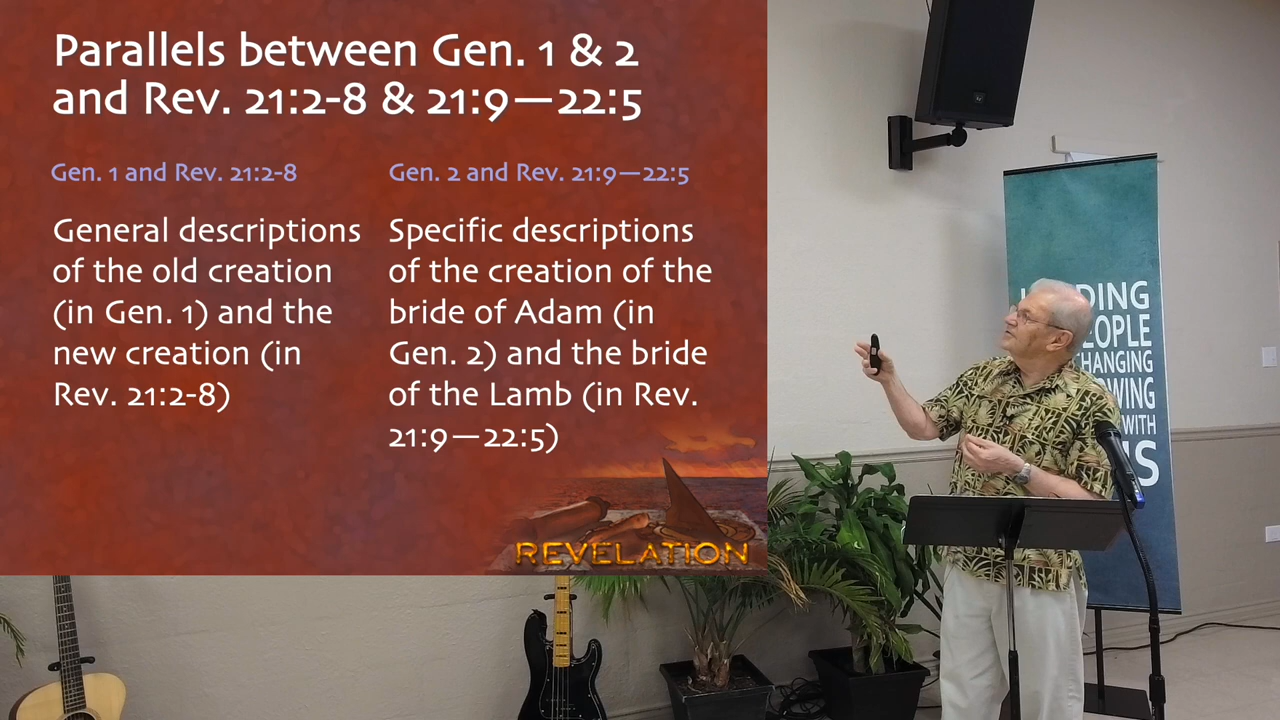 Parallels between Gen. 1 & 2
and Rev. 21:2-8 & 21:9—22:5
Gen. 1 and Rev. 21:2-8
General descriptions
of the old creation
(in Gen. 1) and the
new creation (in
Rev. 21:2-8)
Gen. 2 and Rev. 21:9—22:5
Specific descriptions
of the creation of the
bride of Adam (in
Gen. 2) and the bride
of the Lamb (in Rev.
21:9—22:5)
REVELATION
CHANGING
WITH